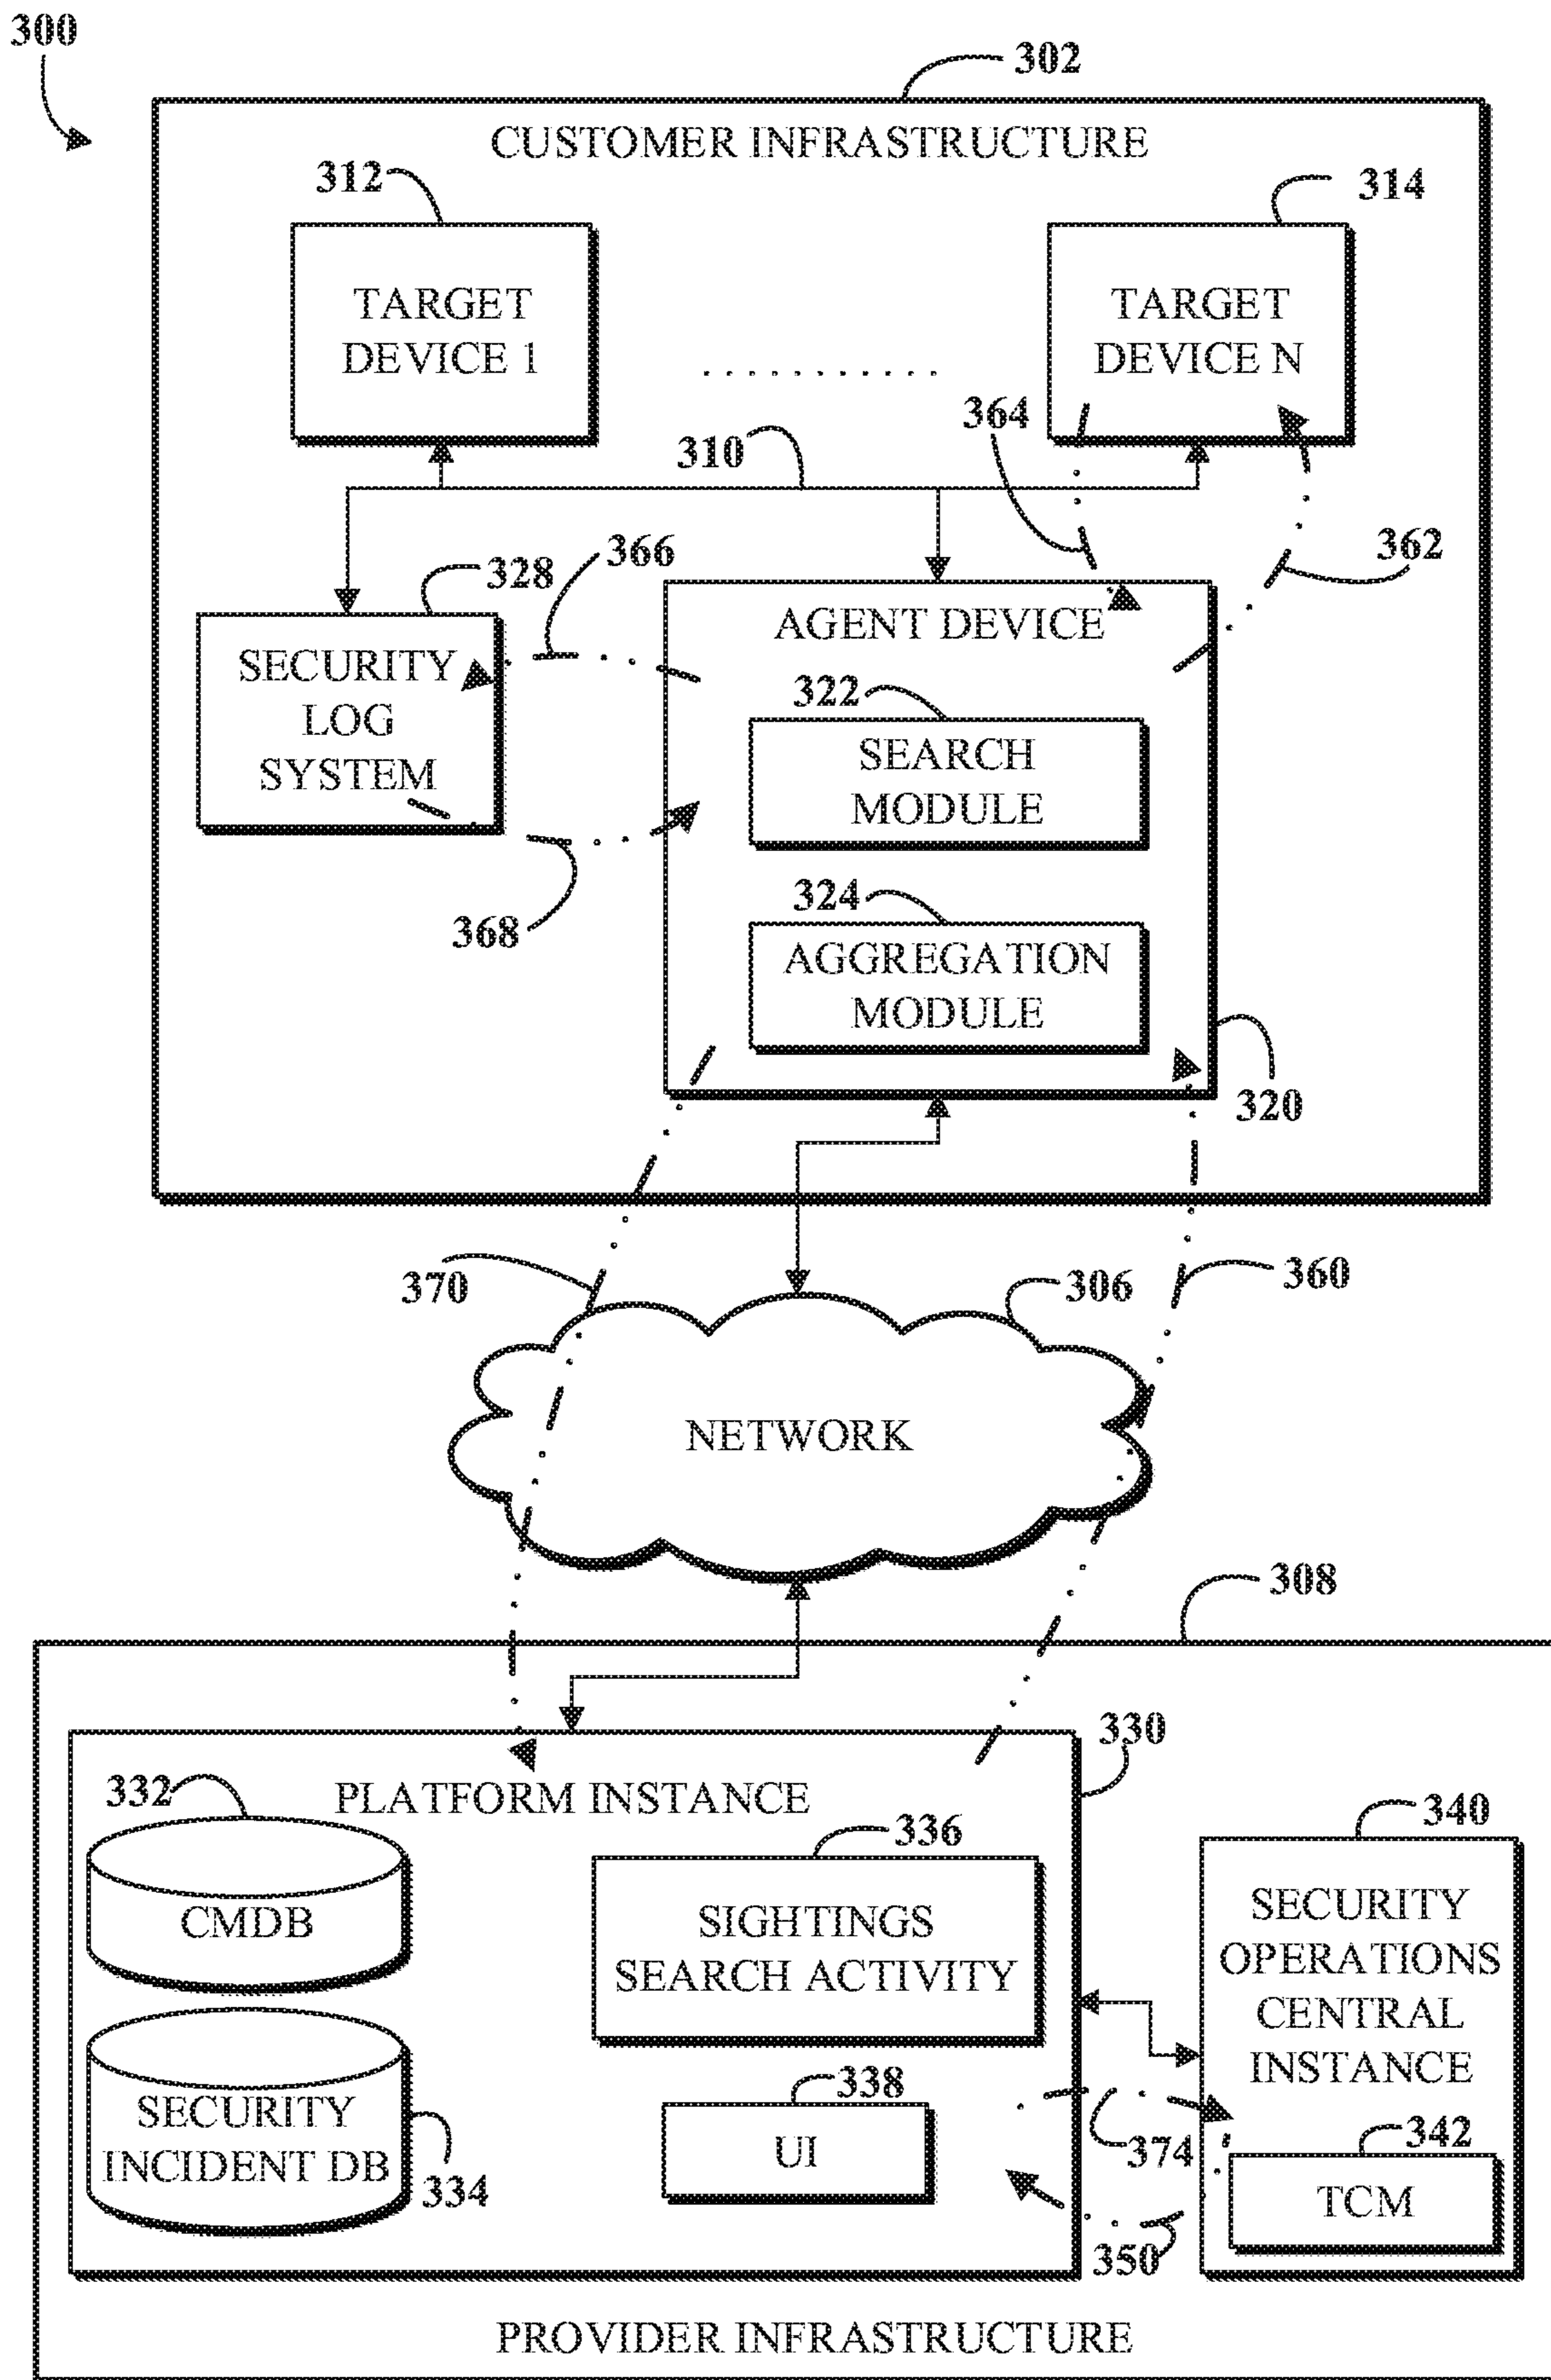 300
302
CUSTOMER INFRASTRUCTURE
312
314
TARGET
DEVICE 1
TARGET
DEVICE N
..........
310
364
366
328
362
SECURITY
LOG
SYSTEM
AGENT DEVICE
322
SEARCH
MODULE
368
324
AGGREGATION
MODULE
320
370
306
360
NETWORK
308
330
332
PLATFORM INSTANCE
336
340
CMDB
SIGHTINGS
SEARCH ACTIVITY
SECURITY
OPERATIONS
CENTRAL
INSTANCE
SECURITY
INCIDENT DB
334
338
UI
374
342
TCM
350
PROVIDER INFRASTRUCTURE